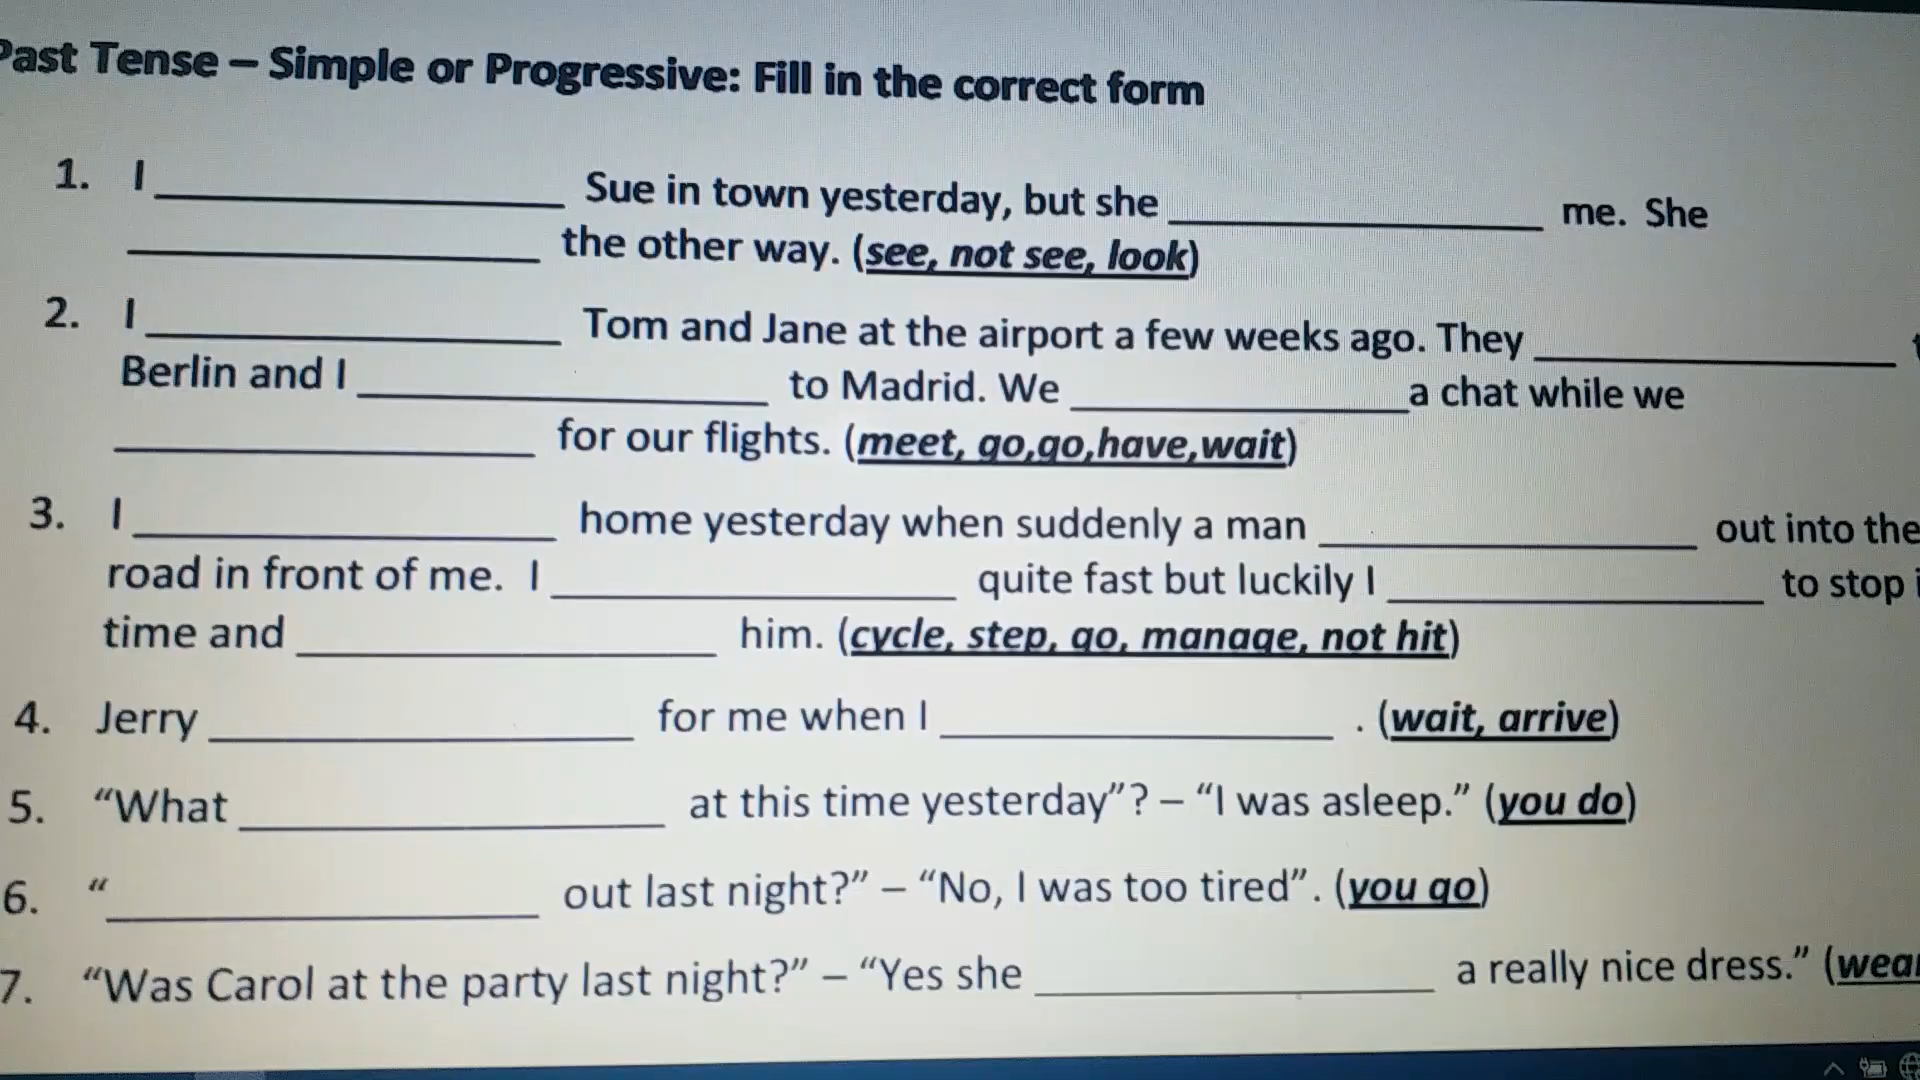 Past Tense – Simple or Progressive: Fill in the correct form
1. I ________________ Sue in town yesterday, but she ________________ me. She
________________ the other way. (see, not see, look)
2. I ________________ Tom and Jane at the airport a few weeks ago. They ________________
Berlin and I ________________ to Madrid. We ________________ a chat while we
________________ for our flights. (meet, go,go,have,wait)
3. I ________________ home yesterday when suddenly a man ________________ out into the
road in front of me. I ________________ quite fast but luckily I ________________ to stop
time and ________________ him. (cycle, step, go, manage, not hit)
4. Jerry ________________ for me when I ________________ . (wait, arrive)
5. “What ________________ at this time yesterday”? – “I was asleep.” (you do)
6. “________________ out last night?” – “No, I was too tired”. (you go)
7. “Was Carol at the party last night?” – “Yes she ________________ a really nice dress.” (wear